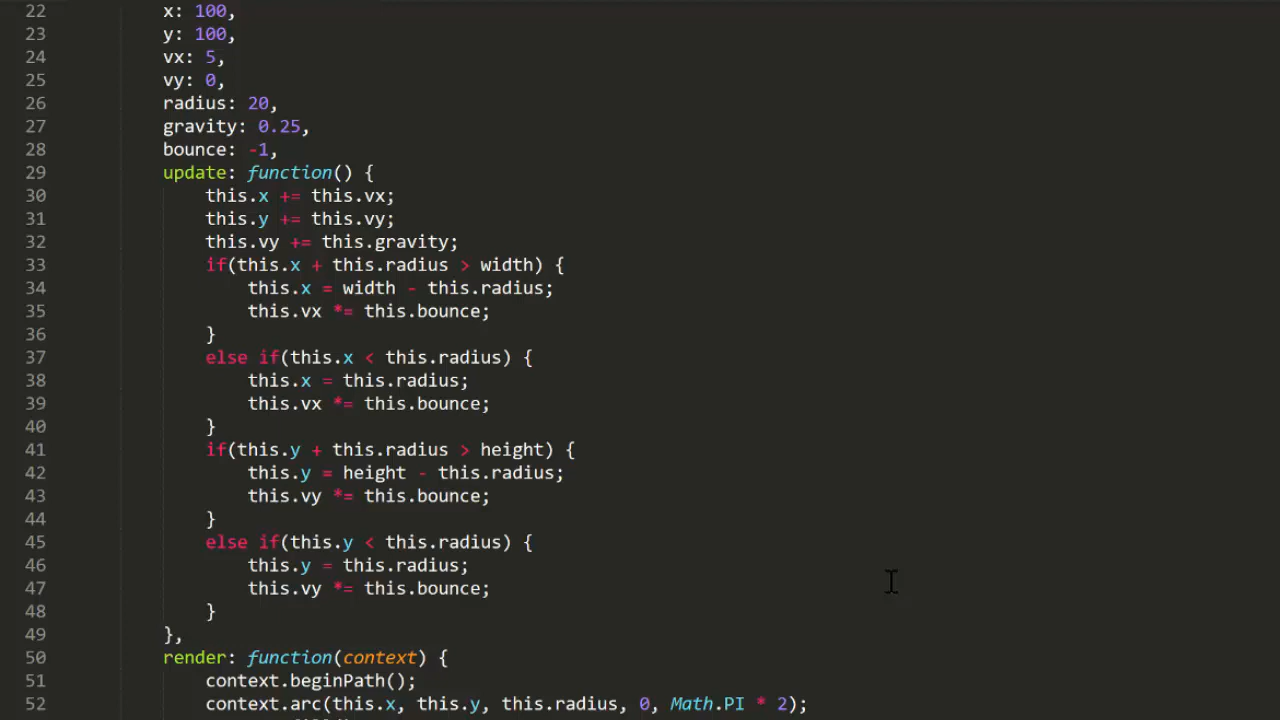 22 x: 100,
23 y: 100,
24 vx: 5,
25 vy: 0,
26 radius: 20,
27 gravity: 0.25,
28 bounce: -1,
29 update: function() {
30 this.x += this.vx;
31 this.y += this.vy;
32 this.vy += this.gravity;
33 if(this.x + this.radius > width) {
34 this.x = width - this.radius;
35 this.vx *= this.bounce;
36 }
37 else if(this.x < this.radius) {
38 this.x = this.radius;
39 this.vx *= this.bounce;
40 }
41 if(this.y + this.radius > height) {
42 this.y = height - this.radius;
43 this.vy *= this.bounce;
44 }
45 else if(this.y < this.radius) {
46 this.y = this.radius;
47 this.vy *= this.bounce;
48 }
49 },
50 render: function(context) {
51 context.beginPath();
52 context.arc(this.x, this.y, this.radius, 0, Math.PI * 2);